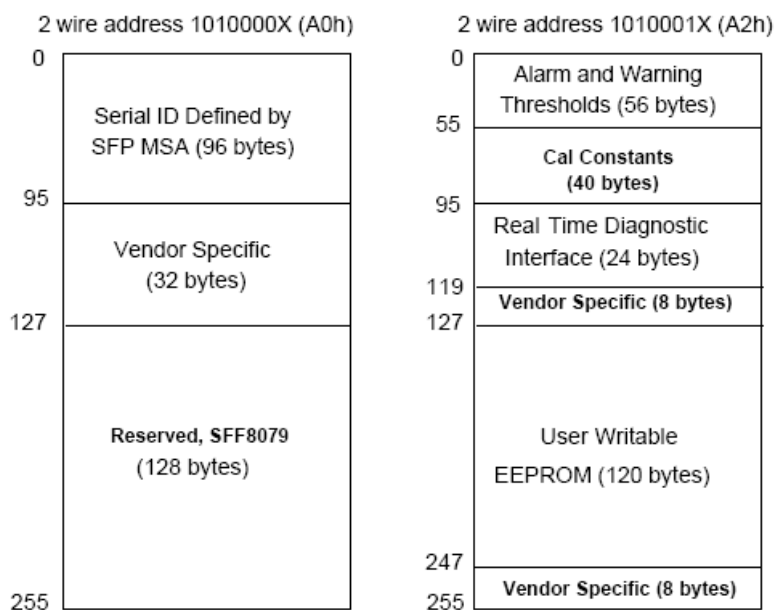 2 wire address 1010000X (A0h)
0
Serial ID Defined by
SFP MSA (96 bytes)
95
Vendor Specific
(32 bytes)
127
Reserved, SFF8079
(128 bytes)
255
2 wire address 1010001X (A2h)
0
Alarm and Warning
Thresholds (56 bytes)
55
Cal Constants
(40 bytes)
95
Real Time Diagnostic
Interface (24 bytes)
119
Vendor Specific (8 bytes)
127
User Writable
EEPROM (120 bytes)
247
Vendor Specific (8 bytes)
255